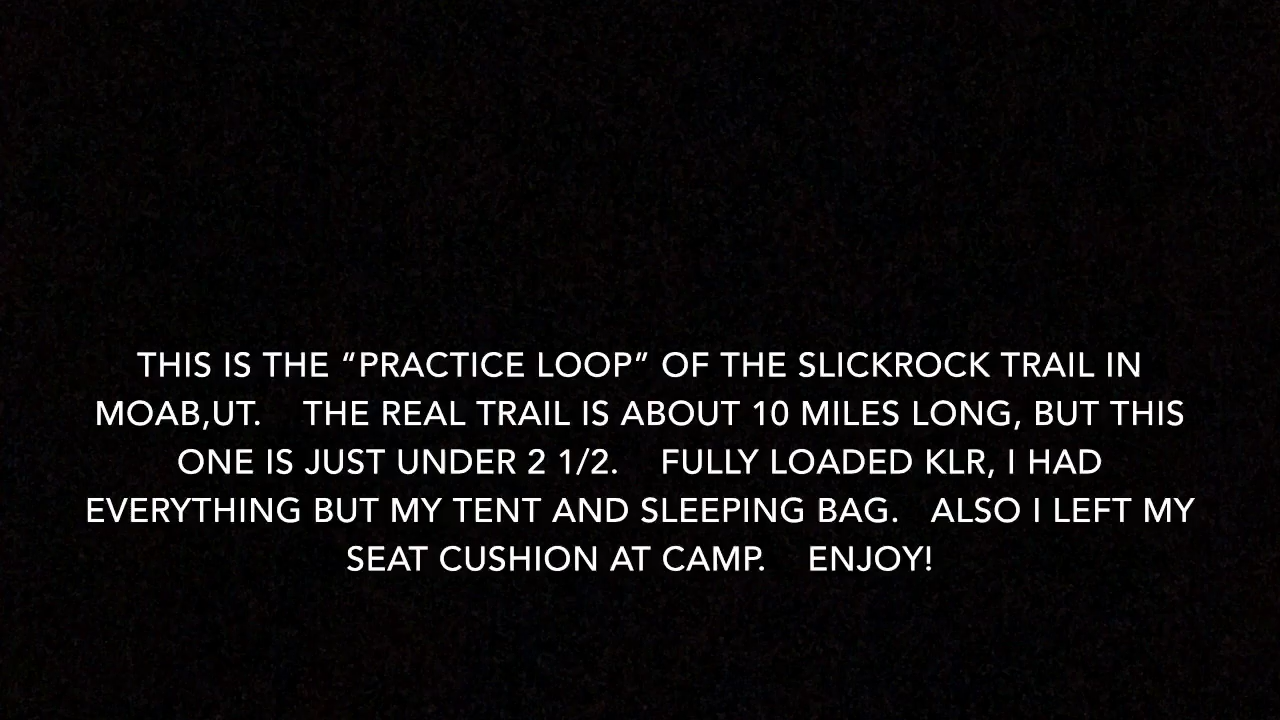 THIS IS THE “PRACTICE LOOP” OF THE SLICKROCK TRAIL IN
MOAB,UT.    THE REAL TRAIL IS ABOUT 10 MILES LONG, BUT THIS
ONE IS JUST UNDER 2 1/2.    FULLY LOADED KLR, I HAD
EVERYTHING BUT MY TENT AND SLEEPING BAG.   ALSO I LEFT MY
SEAT CUSHION AT CAMP.    ENJOY!